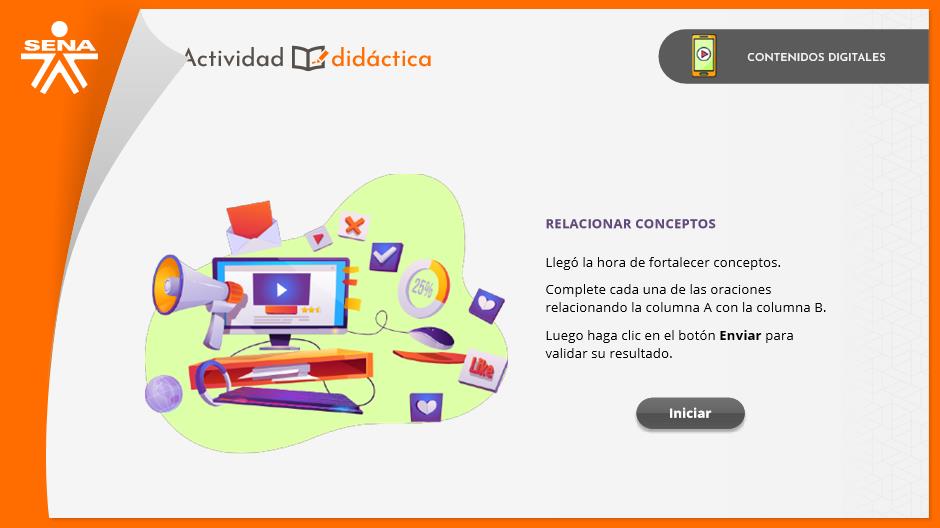 SENA
Actividad didáctica
CONTENIDOS DIGITALES
25%
Like
RELACIONAR CONCEPTOS
Llegó la hora de fortalecer conceptos.
Complete cada una de las oraciones
relacionando la columna A con la columna B.
Luego haga clic en el botón Enviar para
validar su resultado.
Iniciar